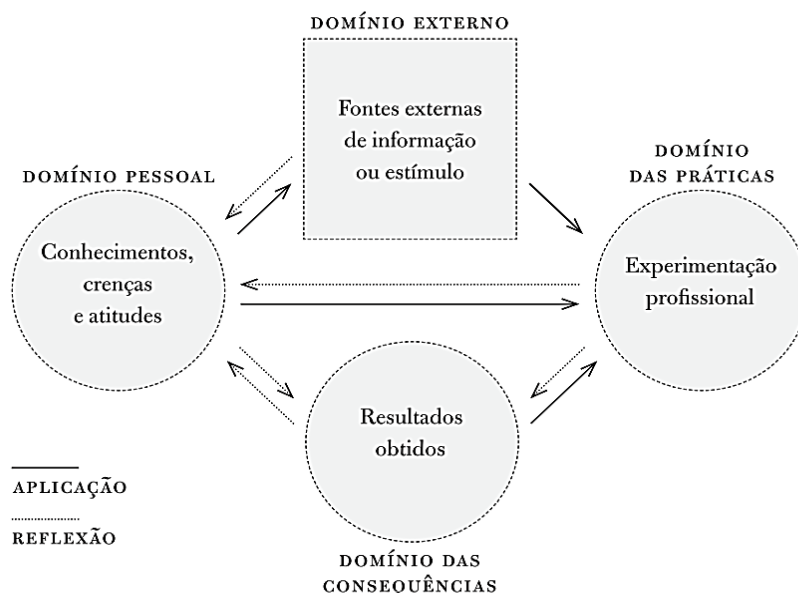 DOMÍNIO EXTERNO
Fontes externas
de informação
ou estímulo
DOMÍNIO PESSOAL
Conhecimentos,
crenças
e atitudes
DOMÍNIO
DAS PRÁTICAS
Experimentação
profissional
Resultados
obtidos
DOMÍNIO DAS
CONSEQUÊNCIAS
APLICAÇÃO
REFLEXÃO